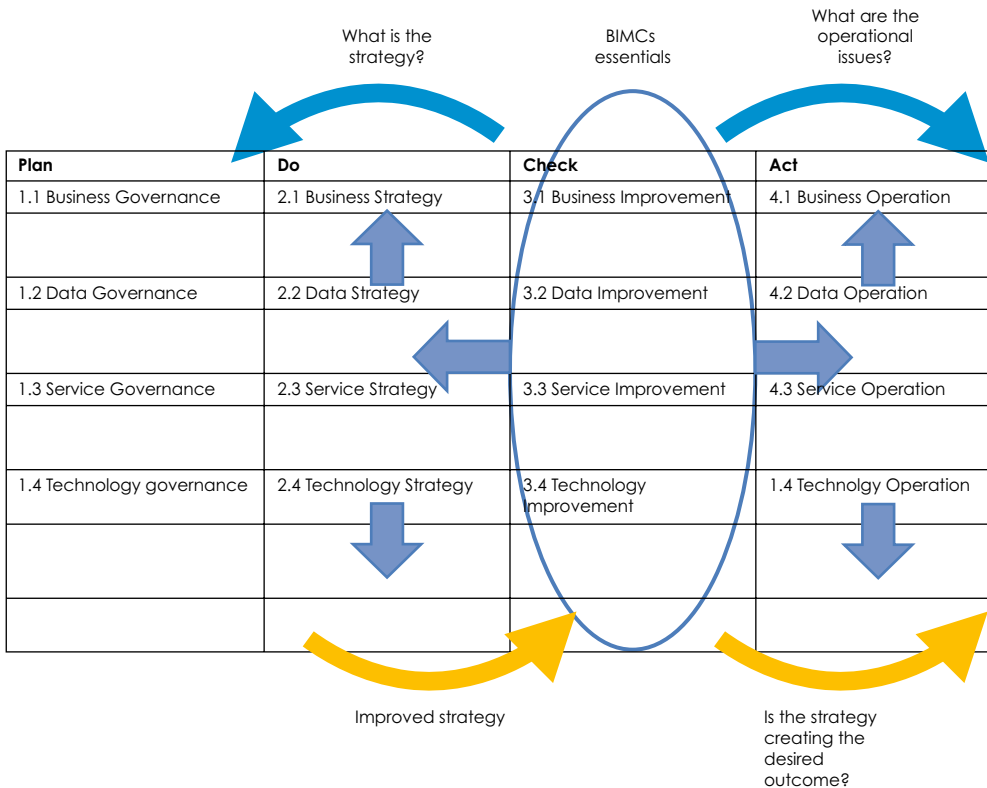 What is the
strategy?
BIMCs
essentials
What are the
operational
issues?
Plan
Do
Check
Act
1.1 Business Governance
2.1 Business Strategy
3.1 Business Improvement
4.1 Business Operation
1.2 Data Governance
2.2 Data Strategy
3.2 Data Improvement
4.2 Data Operation
1.3 Service Governance
2.3 Service Strategy
3.3 Service Improvement
4.3 Service Operation
1.4 Technology governance
2.4 Technology Strategy
3.4 Technology
Improvement
1.4 Technolgy Operation
Improved strategy
Is the strategy
creating the
desired
outcome?